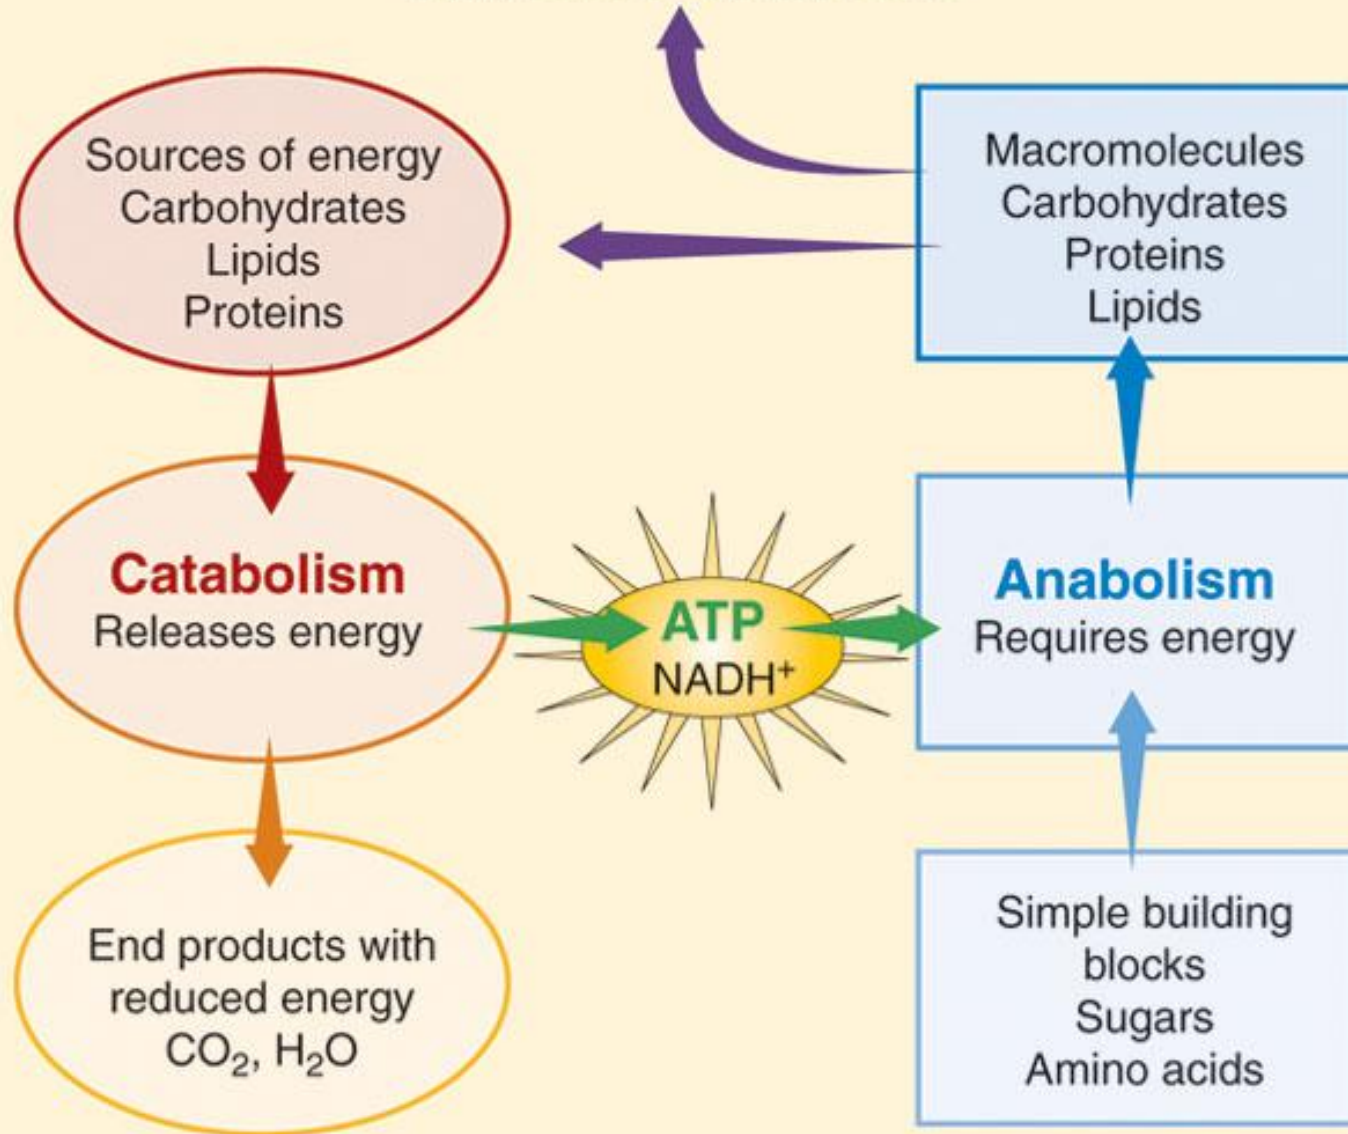 Sources of energy
Carbohydrates
Lipids
Proteins
Macromolecules
Carbohydrates
Proteins
Lipids
Catabolism
Releases energy
ATP
NADH⁺
Anabolism
Requires energy
End products with
reduced energy
CO₂, H₂O
Simple building
blocks
Sugars
Amino acids